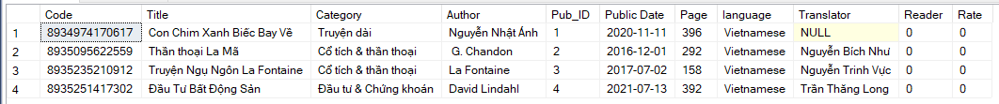 Code Title Category Author Pub_ID Public Date Page language Translator Reader Rate
1 8934974170617 Con Chim Xanh Biếc Bay Về Truyện dài Nguyễn Nhật Ánh 1 2020-11-11 396 Vietnamese NULL 0 0
2 8935095622559 Thần thoại La Mã Cổ tích & thần thoại G. Chandon 2 2016-12-01 292 Vietnamese Nguyễn Bích Như 0 0
3 8935235210912 Truyện Ngụ Ngôn La Fontaine Cổ tích & thần thoại La Fontaine 3 2017-07-02 158 Vietnamese Nguyễn Trinh Vực 0 0
4 8935251417302 Đầu Tư Bất Động Sản Đầu tư & Chứng khoán David Lindahl 4 2021-07-13 392 Vietnamese Trần Thăng Long 0 0